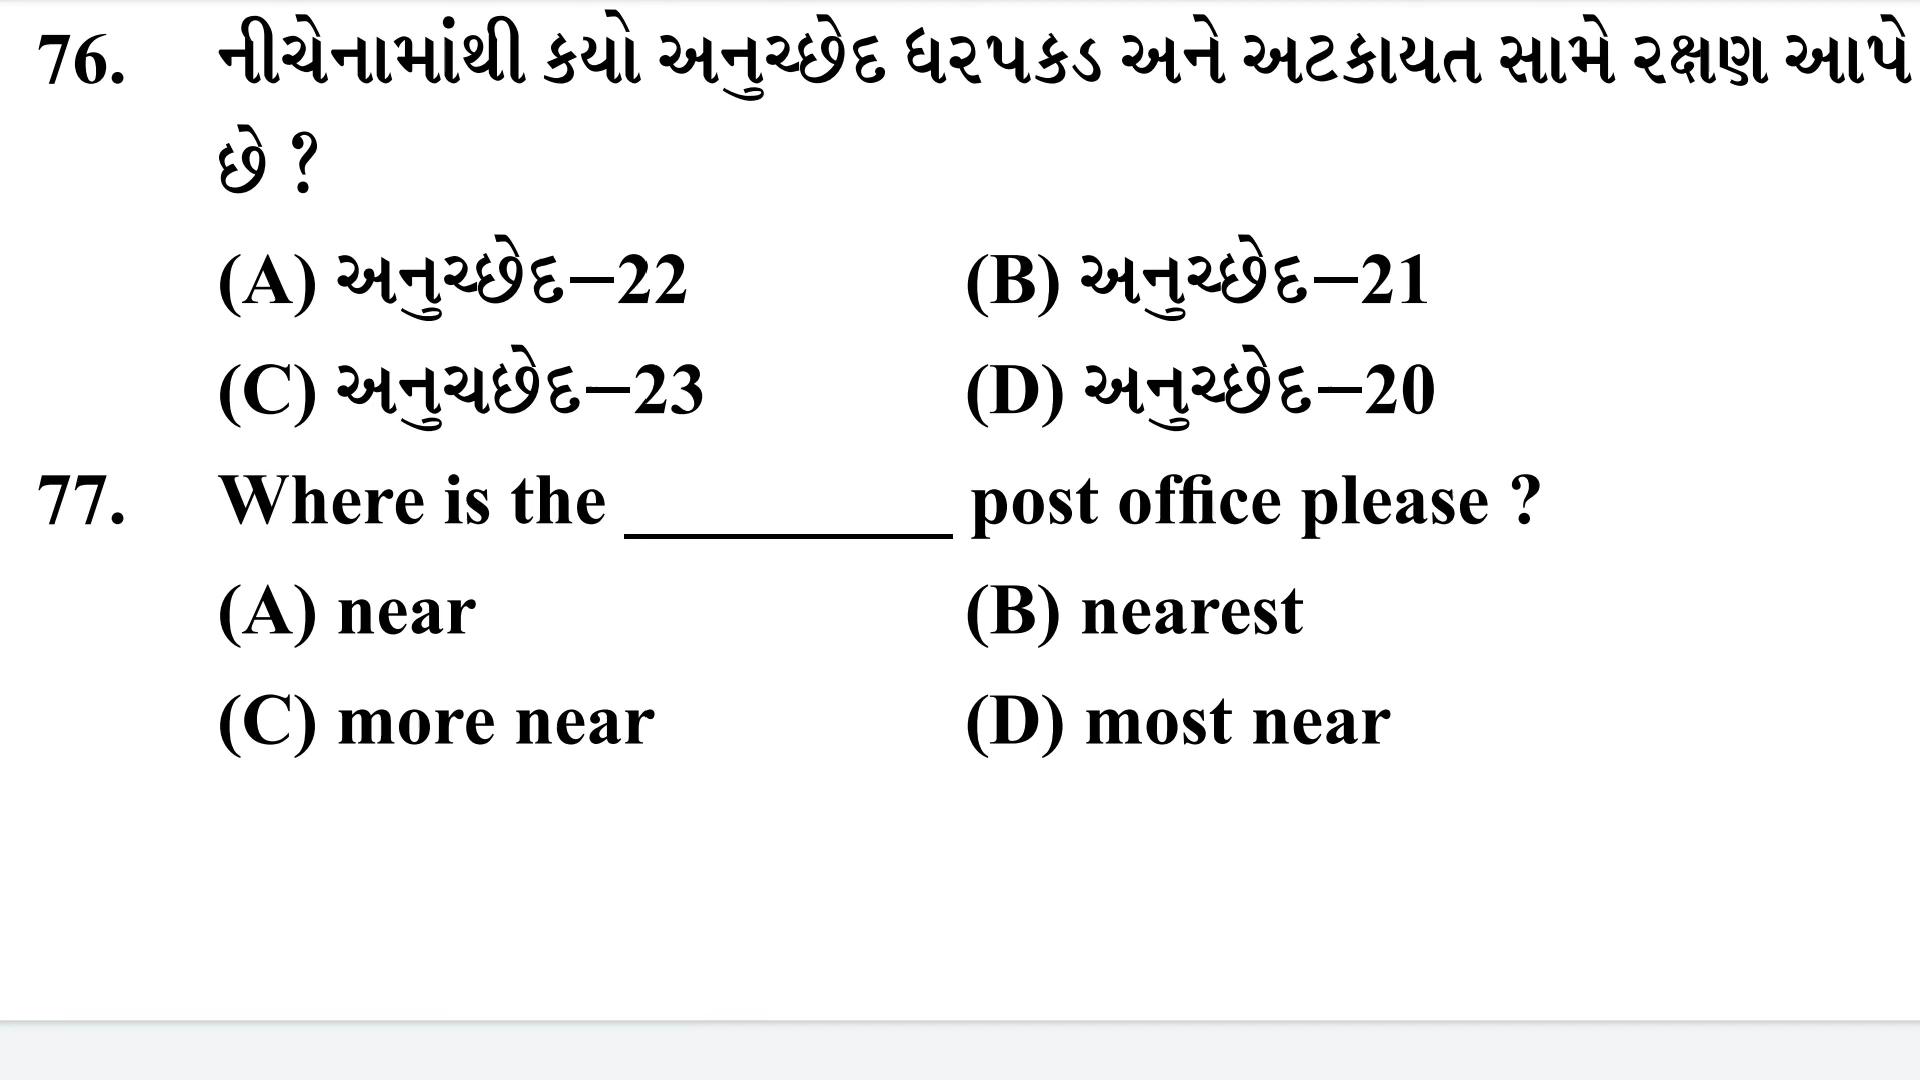 76. નીચેનામાંથી કયો અનુચ્છેદ ધરપકડ અને અટકાયત સામે રક્ષણ આપે
છે ?
(A) અનુચ્છેદ–22 (B) અનુચ્છેદ–21
(C) અનુચછેદ–23 (D) અનુચ્છેદ–20
77. Where is the __________ post office please ?
(A) near (B) nearest
(C) more near (D) most near